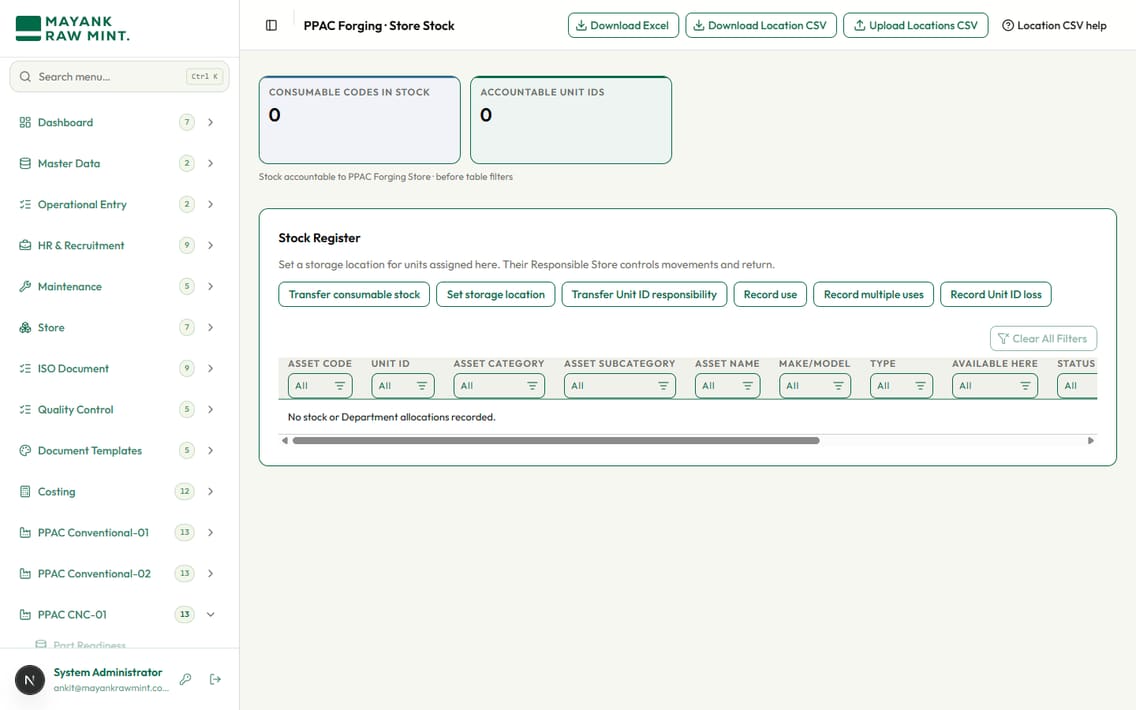 MAYANK
RAW MINT.
Search menu...
Ctrl K
Dashboard 7
Master Data 2
Operational Entry 2
HR & Recruitment 9
Maintenance 5
Store 7
ISO Document 9
Quality Control 5
Document Templates 5
Costing 12
PPAC Conventional-01 13
PPAC Conventional-02 13
PPAC CNC-01 13
Part Readiness
N
System Administrator
ankit@mayankrawmint.co...
PPAC Forging · Store Stock
Download Excel
Download Location CSV
Upload Locations CSV
Location CSV help
CONSUMABLE CODES IN STOCK
0
ACCOUNTABLE UNIT IDS
0
Stock accountable to PPAC Forging Store · before table filters
Stock Register
Set a storage location for units assigned here. Their Responsible Store controls movements and return.
Transfer consumable stock
Set storage location
Transfer Unit ID responsibility
Record use
Record multiple uses
Record Unit ID loss
Clear All Filters
ASSET CODE UNIT ID ASSET CATEGORY ASSET SUBCATEGORY ASSET NAME MAKE/MODEL TYPE AVAILABLE HERE STATUS
All All All All All All All All All
No stock or Department allocations recorded.